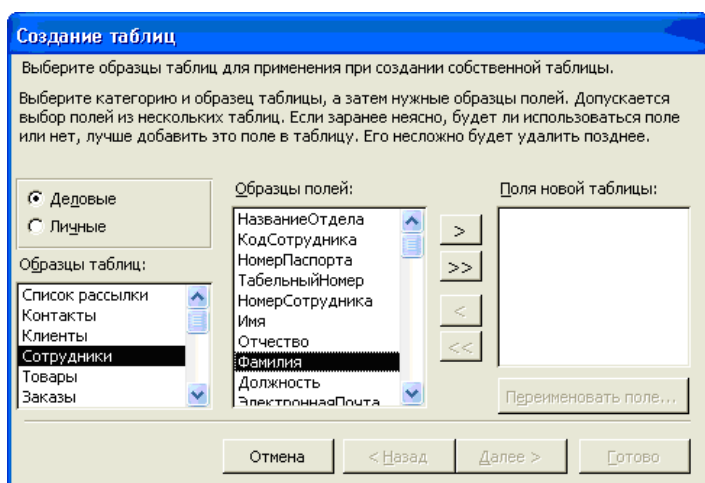 Создание таблиц
Выберите образцы таблиц для применения при создании собственной таблицы.
Выберите категорию и образец таблицы, а затем нужные образцы полей. Допускается
выбор полей из нескольких таблиц. Если заранее неясно, будет ли использоваться поле
или нет, лучше добавить это поле в таблицу. Его несложно будет удалить позднее.
Деловые
Личные
Образцы таблиц:
Список рассылки
Контакты
Клиенты
Сотрудники
Товары
Заказы
Образцы полей:
НазваниеОтдела
КодСотрудника
НомерПаспорта
ТабельныйНомер
НомерСотрудника
Имя
Отчество
Фамилия
Должность
ЭлектроннаяПочта
>
>>
<
<<
Поля новой таблицы:
Переименовать поле...
Отмена
< Назад
Далее >
Готово